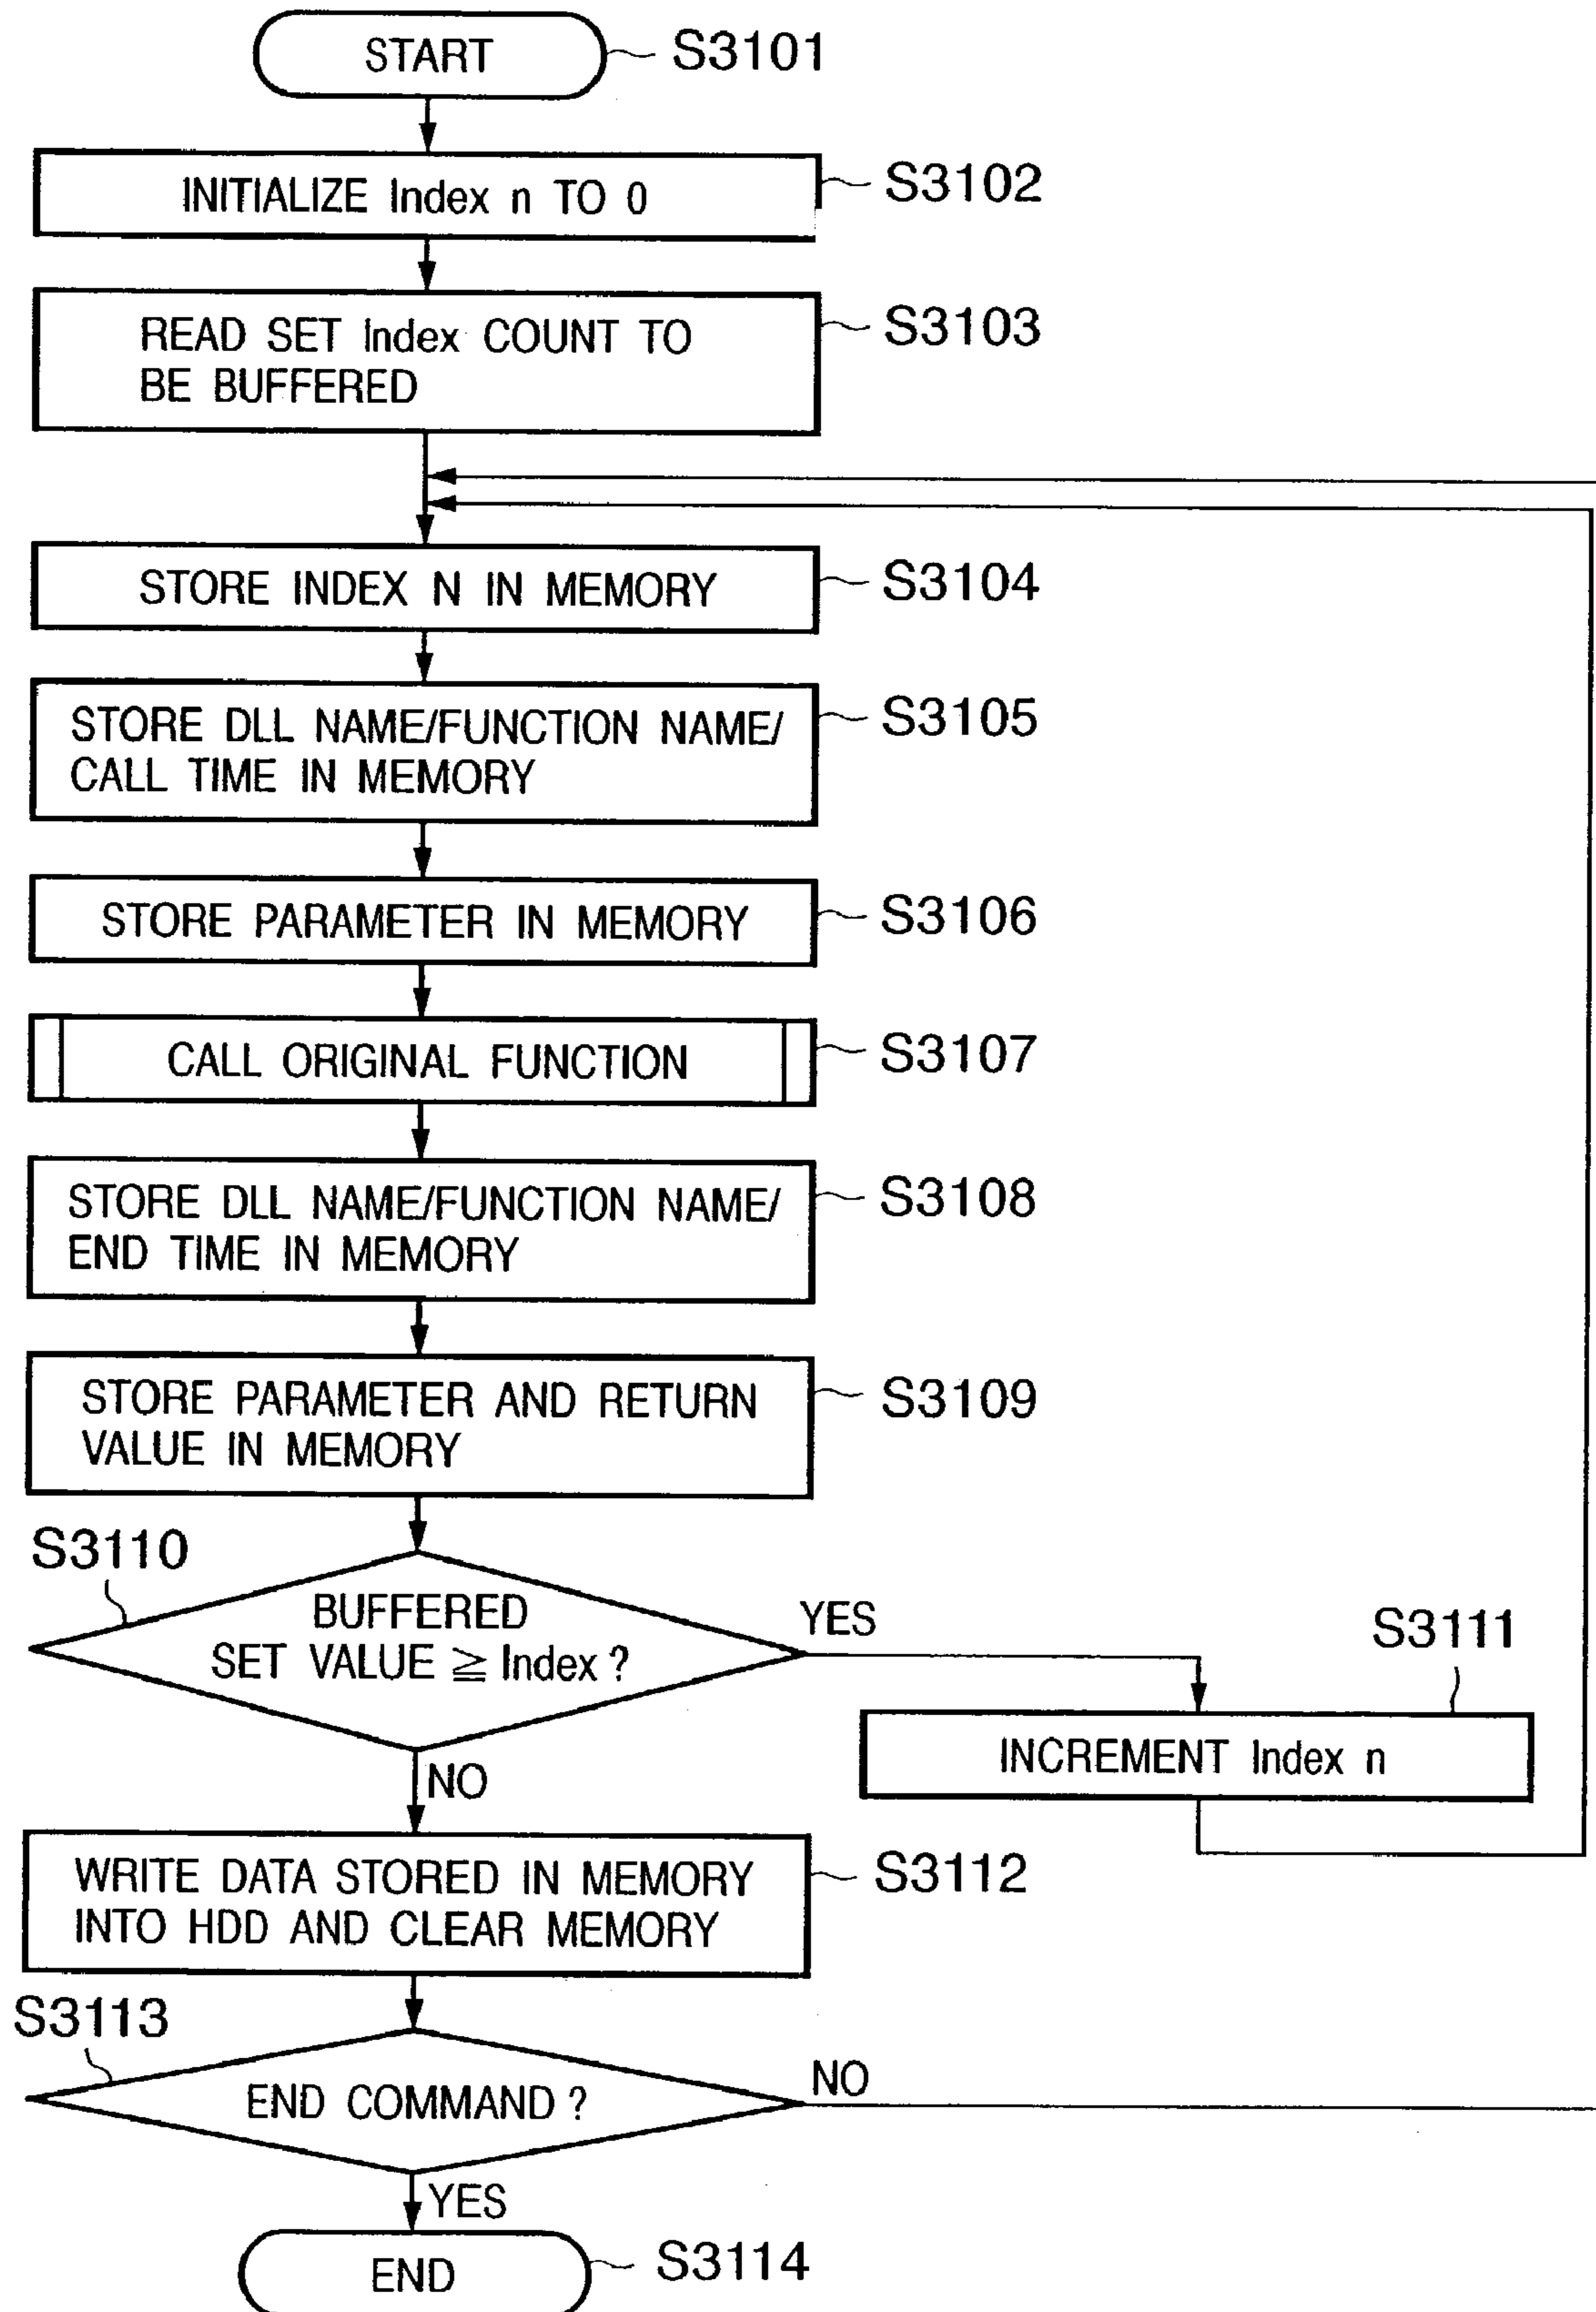 START
S3101
INITIALIZE Index n TO 0
S3102
READ SET Index COUNT TO
BE BUFFERED
S3103
STORE INDEX N IN MEMORY
S3104
STORE DLL NAME/FUNCTION NAME/
CALL TIME IN MEMORY
S3105
STORE PARAMETER IN MEMORY
S3106
CALL ORIGINAL FUNCTION
S3107
STORE DLL NAME/FUNCTION NAME/
END TIME IN MEMORY
S3108
STORE PARAMETER AND RETURN
VALUE IN MEMORY
S3109
S3110
BUFFERED
SET VALUE ≧ Index ?
YES
NO
S3111
INCREMENT Index n
WRITE DATA STORED IN MEMORY
INTO HDD AND CLEAR MEMORY
S3112
S3113
END COMMAND ?
NO
YES
END
S3114